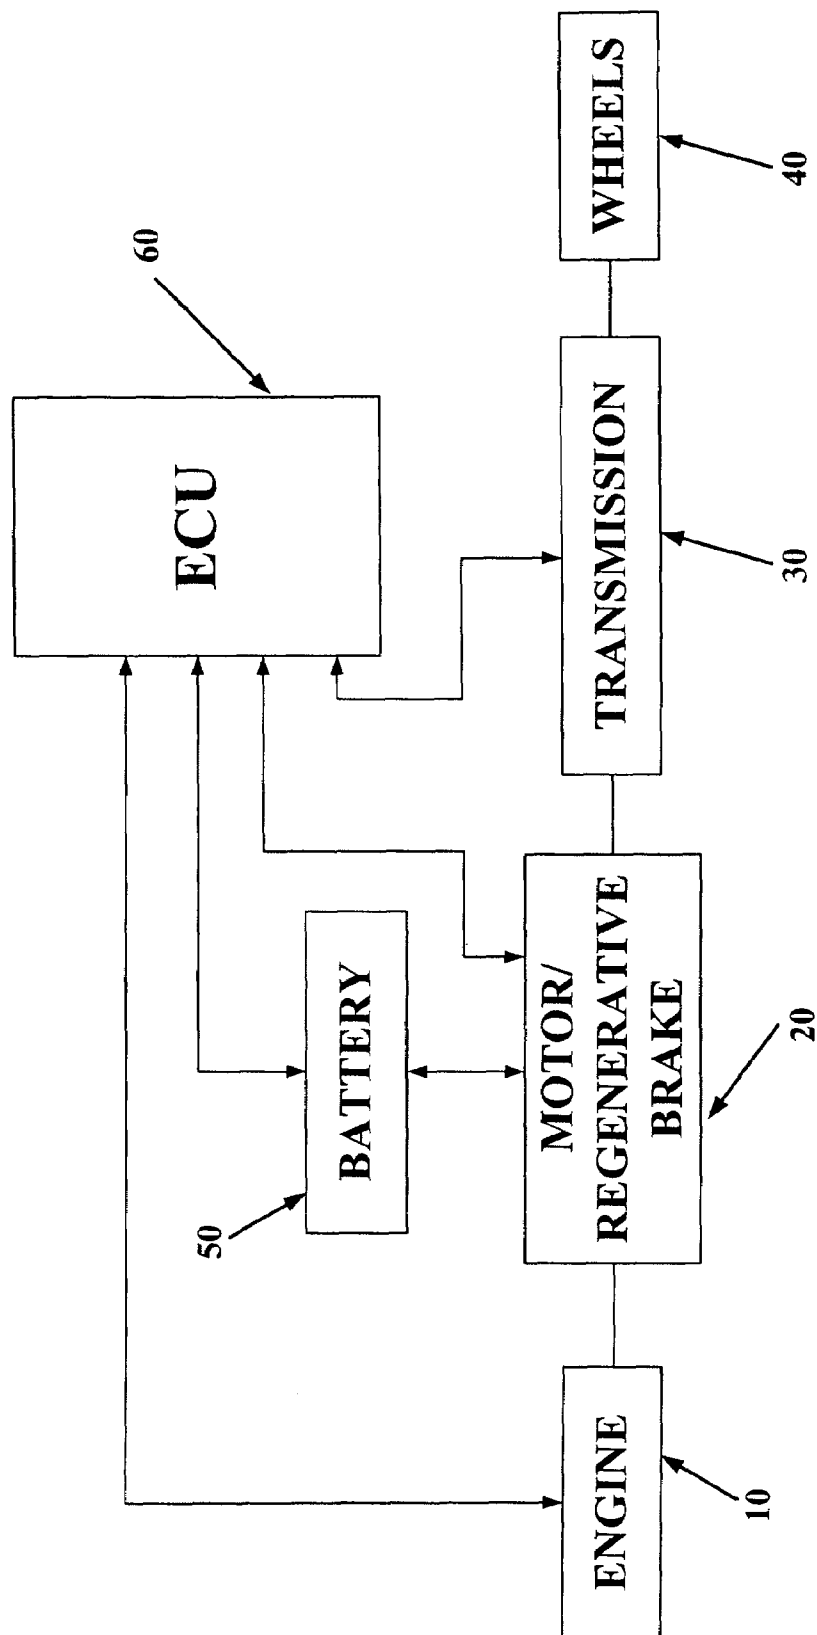 ECU
60
BATTERY
50
ENGINE
10
MOTOR/
REGENERATIVE
BRAKE
20
TRANSMISSION
30
WHEELS
40